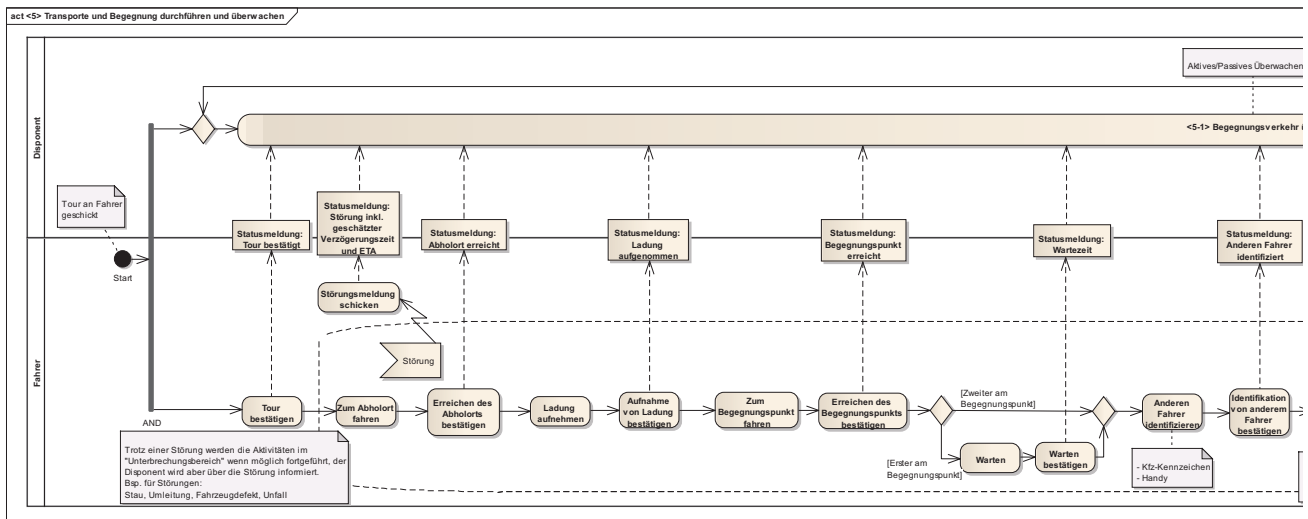 act <5> Transporte und Begegnung durchführen und überwachen
Disponent
Aktives/Passives Überwachen
<5-1> Begegnungsverkehr ü
Tour an Fahrer
geschickt
Start
Statusmeldung:
Tour bestätigt
Statusmeldung:
Störung inkl.
geschätzter
Verzögerungszeit
und ETA
Statusmeldung:
Abholort erreicht
Statusmeldung:
Ladung
aufgenommen
Statusmeldung:
Begegnungspunkt
erreicht
Statusmeldung:
Wartezeit
Statusmeldung:
Anderen Fahrer
identifiziert
Fahrer
Störungsmeldung
schicken
Störung
AND
Tour
bestätigen
Zum Abholort
fahren
Erreichen des
Abholorts
bestätigen
Ladung
aufnehmen
Aufnahme
von Ladung
bestätigen
Zum
Begegnungspunkt
fahren
Erreichen des
Begegnungspunkts
bestätigen
[Zweiter am
Begegnungspunkt]
[Erster am
Begegnungspunkt]
Warten
Warten
bestätigen
Anderen
Fahrer
identifizieren
Identifikation
von anderem
Fahrer
bestätigen
- Kfz-Kennzeichen
- Handy
Trotz einer Störung werden die Aktivitäten im
"Unterbrechungsbereich" wenn möglich fortgeführt, der
Disponent wird aber über die Störung informiert.
Bsp. für Störungen:
Stau, Umleitung, Fahrzeugdefekt, Unfall